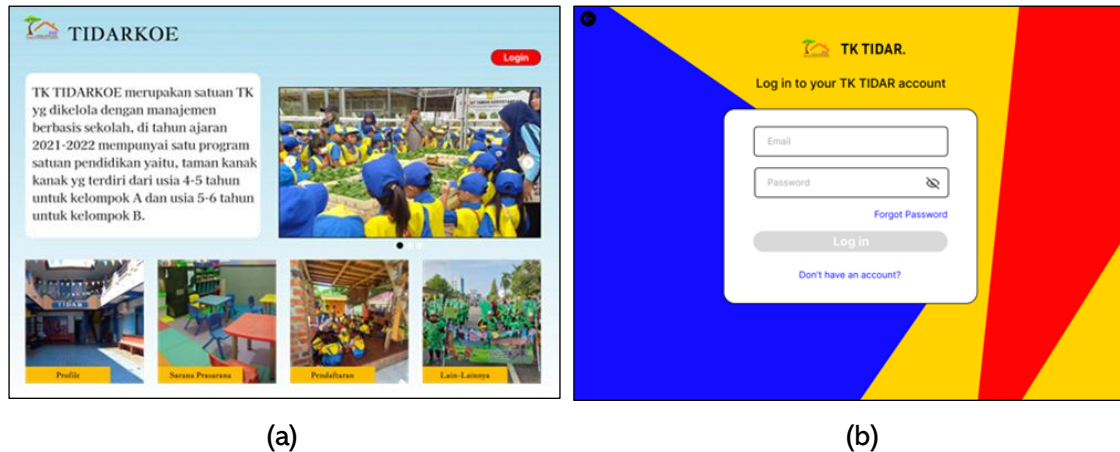 TIDARKOE
Login
TK TIDARKOE merupakan satuan TK
yg dikelola dengan manajemen
berbasis sekolah, di tahun ajaran
2021-2022 mempunyai satu program
satuan pendidikan yaitu, taman kanak
kanak yg terdiri dari usia 4-5 tahun
untuk kelompok A dan usia 5-6 tahun
untuk kelompok B.
TIDAR
Profile
Sarana Prasarana
Pendaftaran
Lain-Lainnya
(a)
TK TIDAR.
Log in to your TK TIDAR account
Email
Password
Forgot Password
Log in
Don't have an account?
(b)